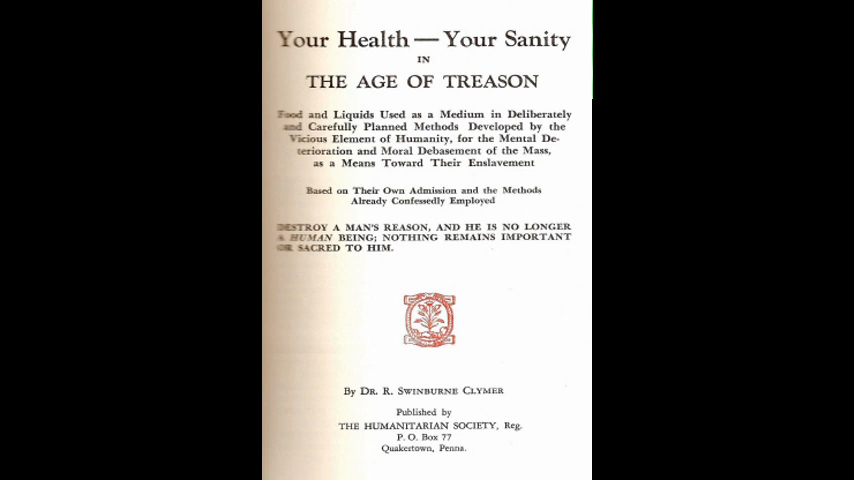 Your Health — Your Sanity
IN
THE AGE OF TREASON
Food and Liquids Used as a Medium in Deliberately
and Carefully Planned Methods Developed by the
Vicious Element of Humanity, for the Mental De-
terioration and Moral Debasement of the Mass,
as a Means Toward Their Enslavement
Based on Their Own Admission and the Methods
Already Confessedly Employed
DESTROY A MAN'S REASON, AND HE IS NO LONGER
A HUMAN BEING; NOTHING REMAINS IMPORTANT
OR SACRED TO HIM.
By DR. R. SWINBURNE CLYMER
Published by
THE HUMANITARIAN SOCIETY, Reg.
P. O. Box 77
Quakertown, Penna.